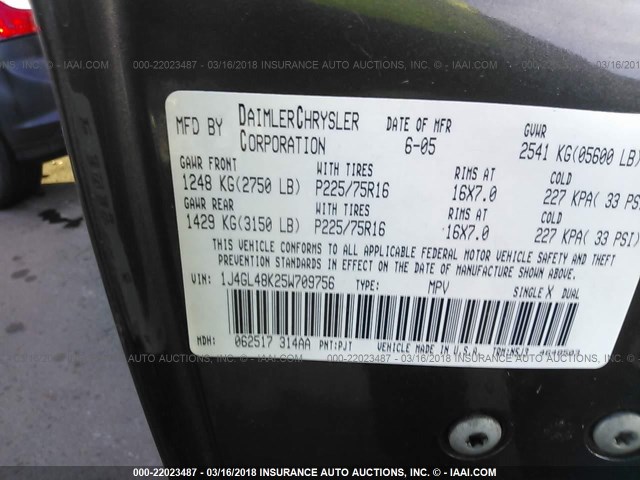 000-22023487 - 03/16/2018 INSURANCE AUTO AUCTIONS, INC. - ©IAAI.COM
MFD BY DAIMLERCHRYSLER CORPORATION DATE OF MFR 6-05 GVWR 2541 KG(05600 LB)
GAWR FRONT WITH TIRES RIMS AT COLD
1248 KG(2750 LB) P225/75R16 16X7.0 227 KPA( 33 PSI)
GAWR REAR WITH TIRES RIMS AT COLD
1429 KG(3150 LB) P225/75R16 16X7.0 227 KPA( 33 PSI)
THIS VEHICLE CONFORMS TO ALL APPLICABLE FEDERAL MOTOR VEHICLE SAFETY AND THEFT
PREVENTION STANDARDS IN EFFECT ON THE DATE OF MANUFACTURE SHOWN ABOVE.
VIN: 1J4GL48K25W709756 TYPE: MPV SINGLE X DUAL
MDH: 062517 314AA PNT:PJT VEHICLE MADE IN U.S.A
000-22023487 - 03/16/2018 INSURANCE AUTO AUCTIONS, INC. - ©IAAI.COM
000-22023487 - 03/16/2018 INSURANCE AUTO AUCTIONS, INC. - ©IAAI.COM